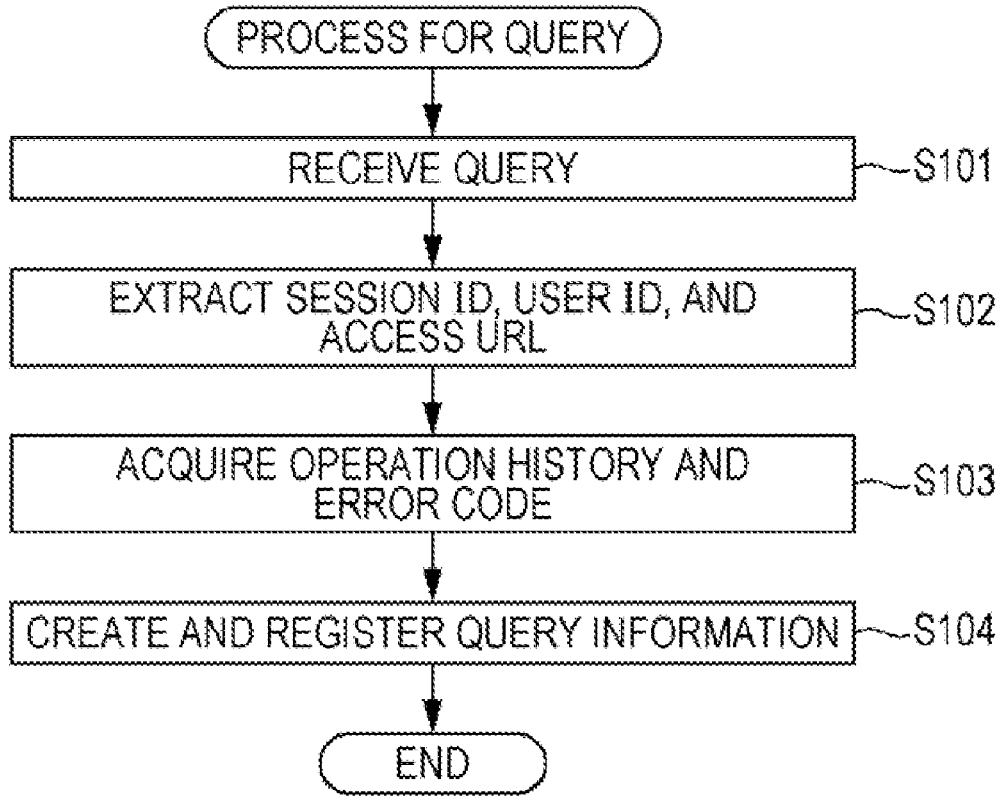 PROCESS FOR QUERY
RECEIVE QUERY
S101
EXTRACT SESSION ID, USER ID, AND
ACCESS URL
S102
ACQUIRE OPERATION HISTORY AND
ERROR CODE
S103
CREATE AND REGISTER QUERY INFORMATION
S104
END